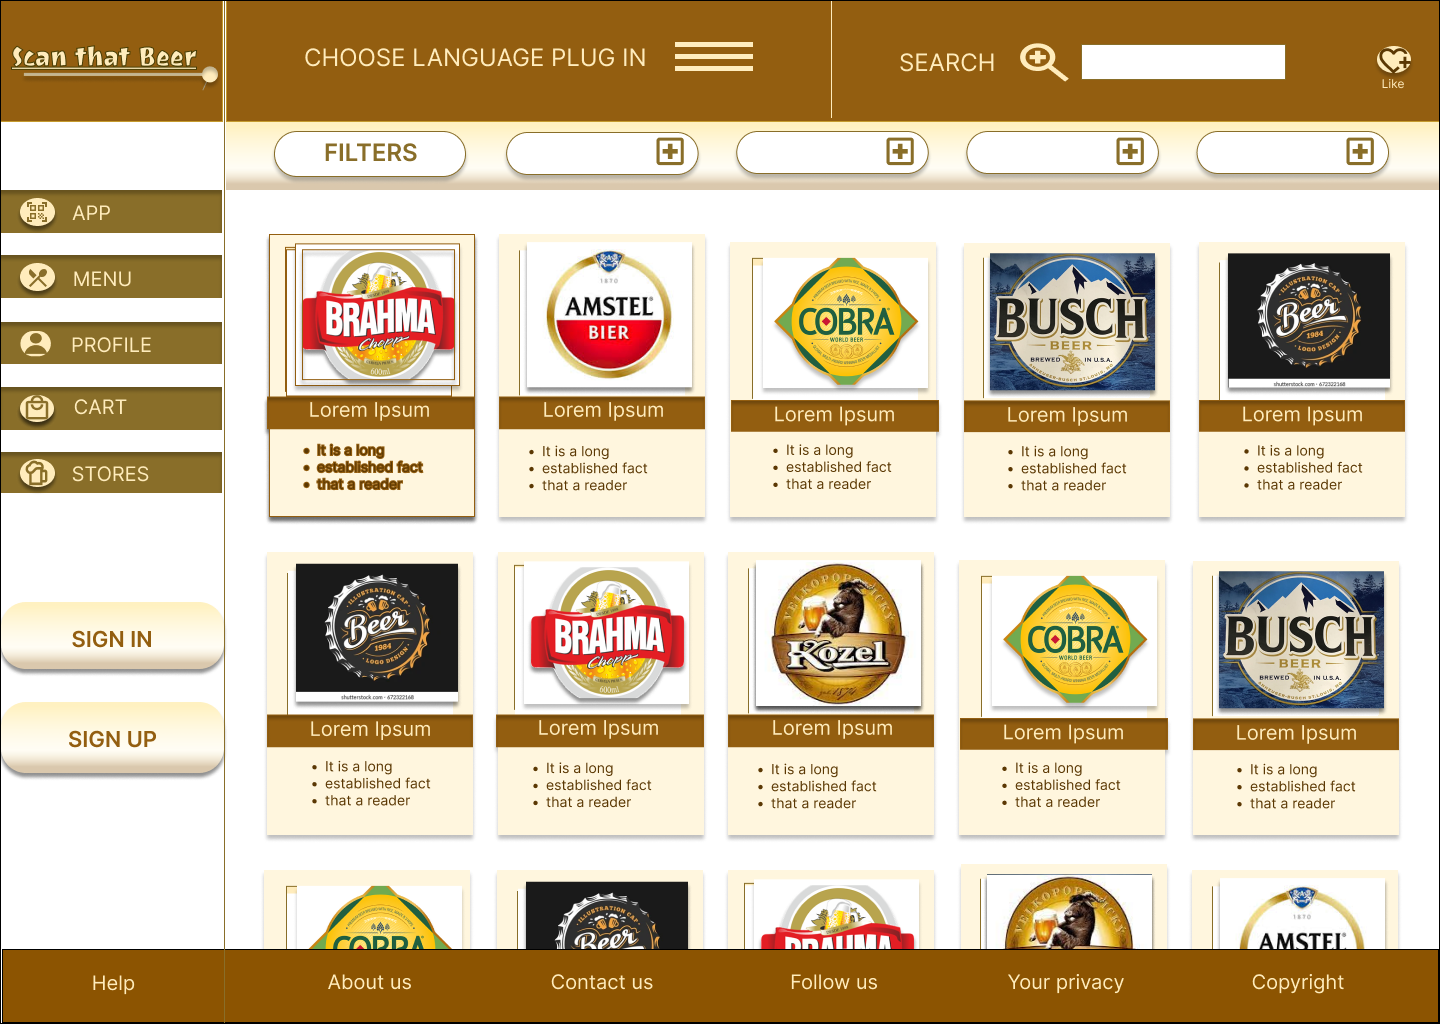 Scan that Beer
CHOOSE LANGUAGE PLUG IN
SEARCH
Like
FILTERS
APP
MENU
PROFILE
CART
STORES
SIGN IN
SIGN UP
BRAHMA
Chopp
600ml
Lorem Ipsum
It is a long
established fact
that a reader
1870
AMSTEL
BIER
Lorem Ipsum
It is a long
established fact
that a reader
COBRA
WORLD BEER
Lorem Ipsum
It is a long
established fact
that a reader
BUSCH
BEER
BREWED IN U.S.A.
Lorem Ipsum
It is a long
established fact
that a reader
ILLUSTRATION CAP
Beer
1984
LOGO DESIGN
shutterstock.com · 672322168
Lorem Ipsum
It is a long
established fact
that a reader
ILLUSTRATION CAP
Beer
1984
LOGO DESIGN
shutterstock.com · 672322168
Lorem Ipsum
It is a long
established fact
that a reader
BRAHMA
Chopp
600ml
Lorem Ipsum
It is a long
established fact
that a reader
VELKOPOPOVICKÝ
Kozel
1874
Lorem Ipsum
It is a long
established fact
that a reader
COBRA
WORLD BEER
Lorem Ipsum
It is a long
established fact
that a reader
BUSCH
BEER
BREWED IN U.S.A.
Lorem Ipsum
It is a long
established fact
that a reader
COBRA
ILLUSTRATION CAP
Beer
BRAHMA
1870
AMSTEL
Help
About us
Contact us
Follow us
Your privacy
Copyright